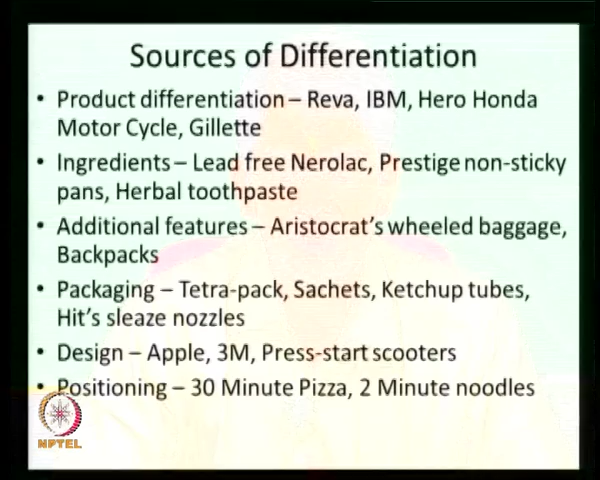 Sources of Differentiation
• Product differentiation – Reva, IBM, Hero Honda
Motor Cycle, Gillette
• Ingredients – Lead free Nerolac, Prestige non-sticky
pans, Herbal toothpaste
• Additional features – Aristocrat's wheeled baggage,
Backpacks
• Packaging – Tetra-pack, Sachets, Ketchup tubes,
Hit's sleaze nozzles
• Design – Apple, 3M, Press-start scooters
• Positioning – 30 Minute Pizza, 2 Minute noodles
NPTEL